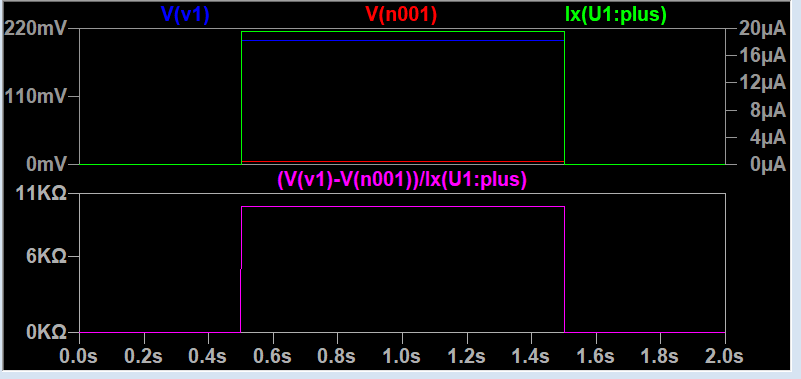 V(v1) V(n001) Ix(U1:plus)
220mV 20µA
16µA
110mV 12µA
8µA
4µA
0mV 0µA
(V(v1)-V(n001))/Ix(U1:plus)
11KΩ
6KΩ
0KΩ
0.0s 0.2s 0.4s 0.6s 0.8s 1.0s 1.2s 1.4s 1.6s 1.8s 2.0s